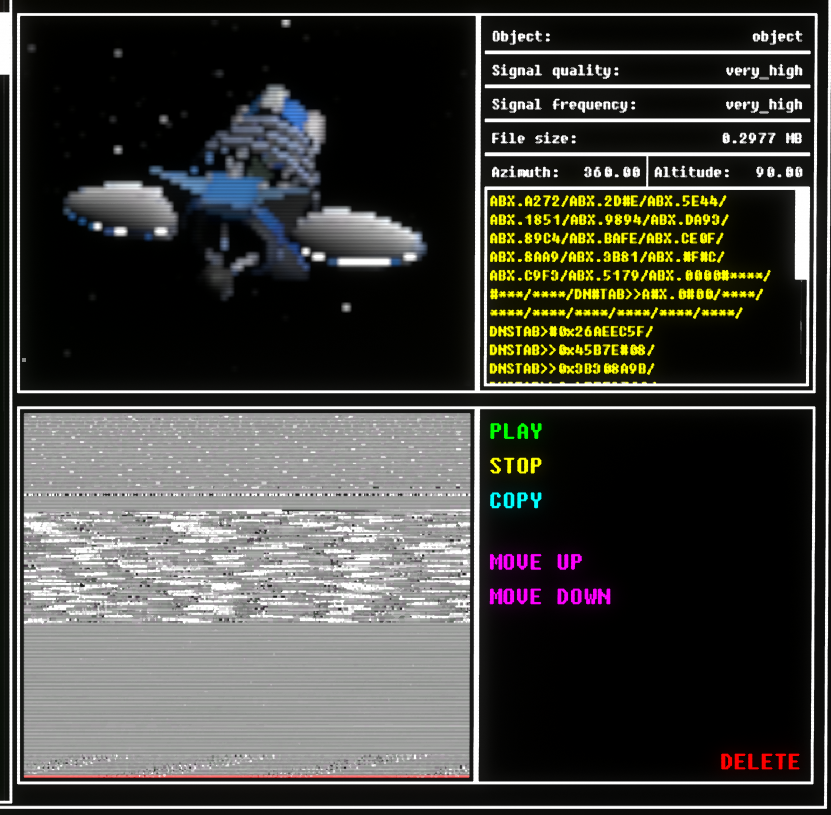 Object: object
Signal quality: very_high
Signal frequency: very_high
File size: 0.2977 MB
Azimuth: 360.00 Altitude: 90.00
ABX.A272/ABX.2D#E/ABX.5E44/
ABX.1851/ABX.9894/ABX.DA93/
ABX.89C4/ABX.BAFE/ABX.CE0F/
ABX.8AA9/ABX.3B81/ABX.#F#C/
ABX.C9F3/ABX.5179/ABX.0000#****/
#***/****/DN#TAB>>A#X.0#00/****/
****/****/****/****/****/****/
DNSTAB>#0x26AEEC5F/
DNSTAB>>0x45B7E#08/
DNSTAB>>0x3B308A9B/
PLAY
STOP
COPY
MOVE UP
MOVE DOWN
DELETE